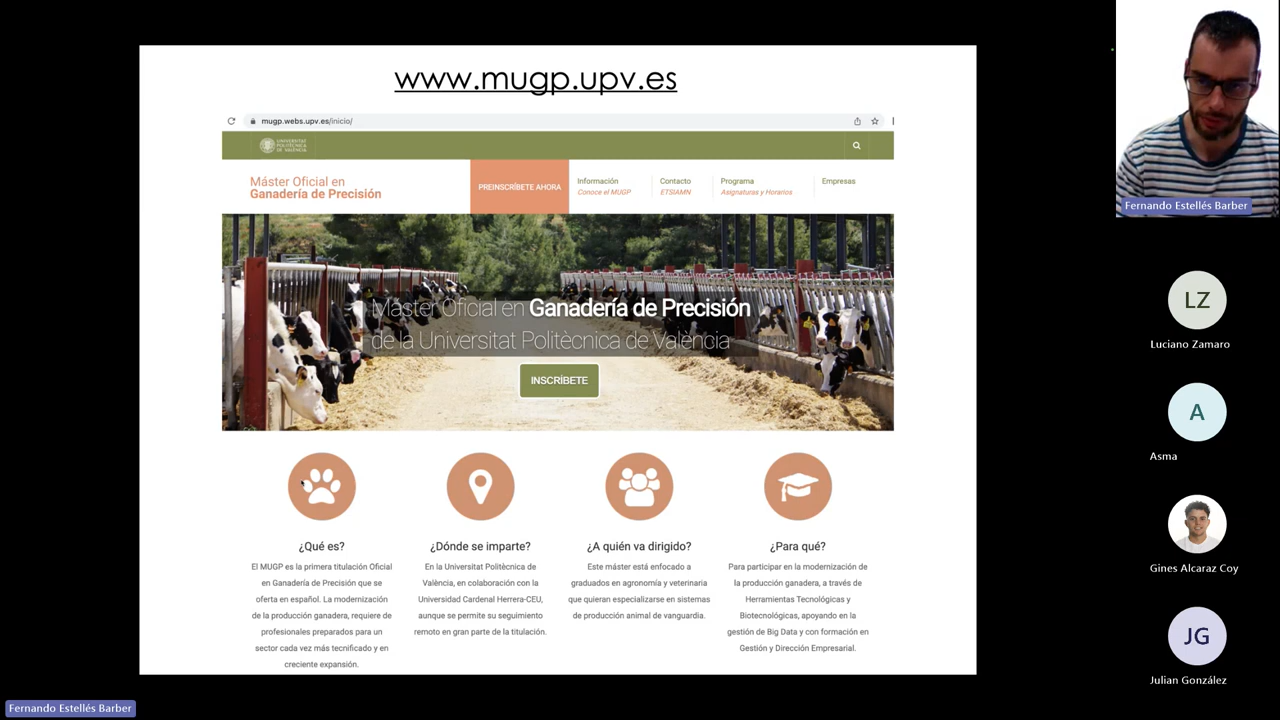 www.mugp.upv.es
mugp.webs.upv.es/inicio/
UNIVERSITAT
POLITÈCNICA
DE VALÈNCIA
Máster Oficial en
Ganadería de Precisión
PREINSCRÍBETE AHORA
Información
Conoce el MUGP
Contacto
ETSIAMN
Programa
Asignaturas y Horarios
Empresas
Máster Oficial en Ganadería de Precisión
de la Universitat Politècnica de València
INSCRÍBETE
¿Qué es?
El MUGP es la primera titulación Oficial
en Ganadería de Precisión que se
oferta en español. La modernización
de la producción ganadera, requiere de
profesionales preparados para un
sector cada vez más tecnificado y en
creciente expansión.
¿Dónde se imparte?
En la Universitat Politècnica de
València, en colaboración con la
Universidad Cardenal Herrera-CEU,
aunque se permite su seguimiento
remoto en gran parte de la titulación.
¿A quién va dirigido?
Este máster está enfocado a
graduados en agronomía y veterinaria
que quieran especializarse en sistemas
de producción animal de vanguardia.
¿Para qué?
Para participar en la modernización de
la producción ganadera, a través de
Herramientas Tecnológicas y
Biotecnológicas, apoyando en la
gestión de Big Data y con formación en
Gestión y Dirección Empresarial.
Fernando Estellés Barber
LZ
Luciano Zamaro
A
Asma
Gines Alcaraz Coy
JG
Julian González
Fernando Estellés Barber